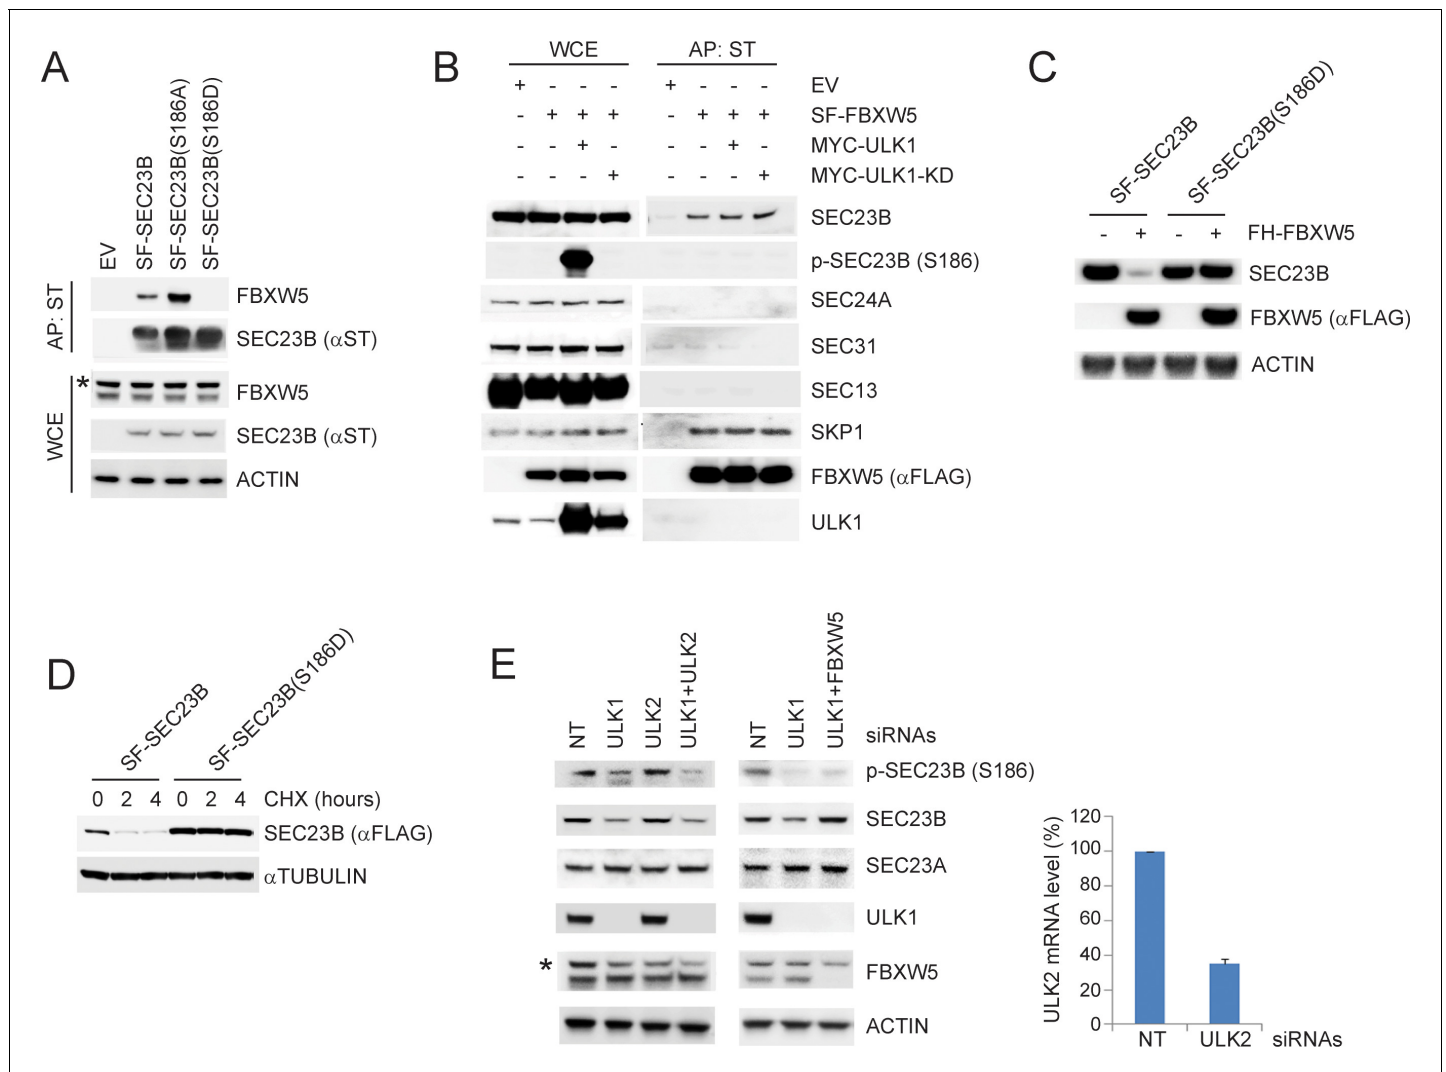 A
EV
SF-SEC23B
SF-SEC23B(S186A)
SF-SEC23B(S186D)
AP: ST
FBXW5
SEC23B (αST)
WCE
*
FBXW5
SEC23B (αST)
ACTIN
B
WCE AP: ST
+ - - - + - - - EV
- + + + - + + + SF-FBXW5
- - + - - - + - MYC-ULK1
- - - + - - - + MYC-ULK1-KD
SEC23B
p-SEC23B (S186)
SEC24A
SEC31
SEC13
SKP1
FBXW5 (αFLAG)
ULK1
C
SF-SEC23B
SF-SEC23B(S186D)
- + - + FH-FBXW5
SEC23B
FBXW5 (αFLAG)
ACTIN
D
SF-SEC23B
SF-SEC23B(S186D)
0 2 4 0 2 4 CHX (hours)
SEC23B (αFLAG)
αTUBULIN
E
NT
ULK1
ULK2
ULK1+ULK2
NT
ULK1
ULK1+FBXW5
siRNAs
p-SEC23B (S186)
SEC23B
SEC23A
ULK1
*
FBXW5
ACTIN
ULK2 mRNA level (%)
120
100
80
60
40
20
0
NT ULK2 siRNAs